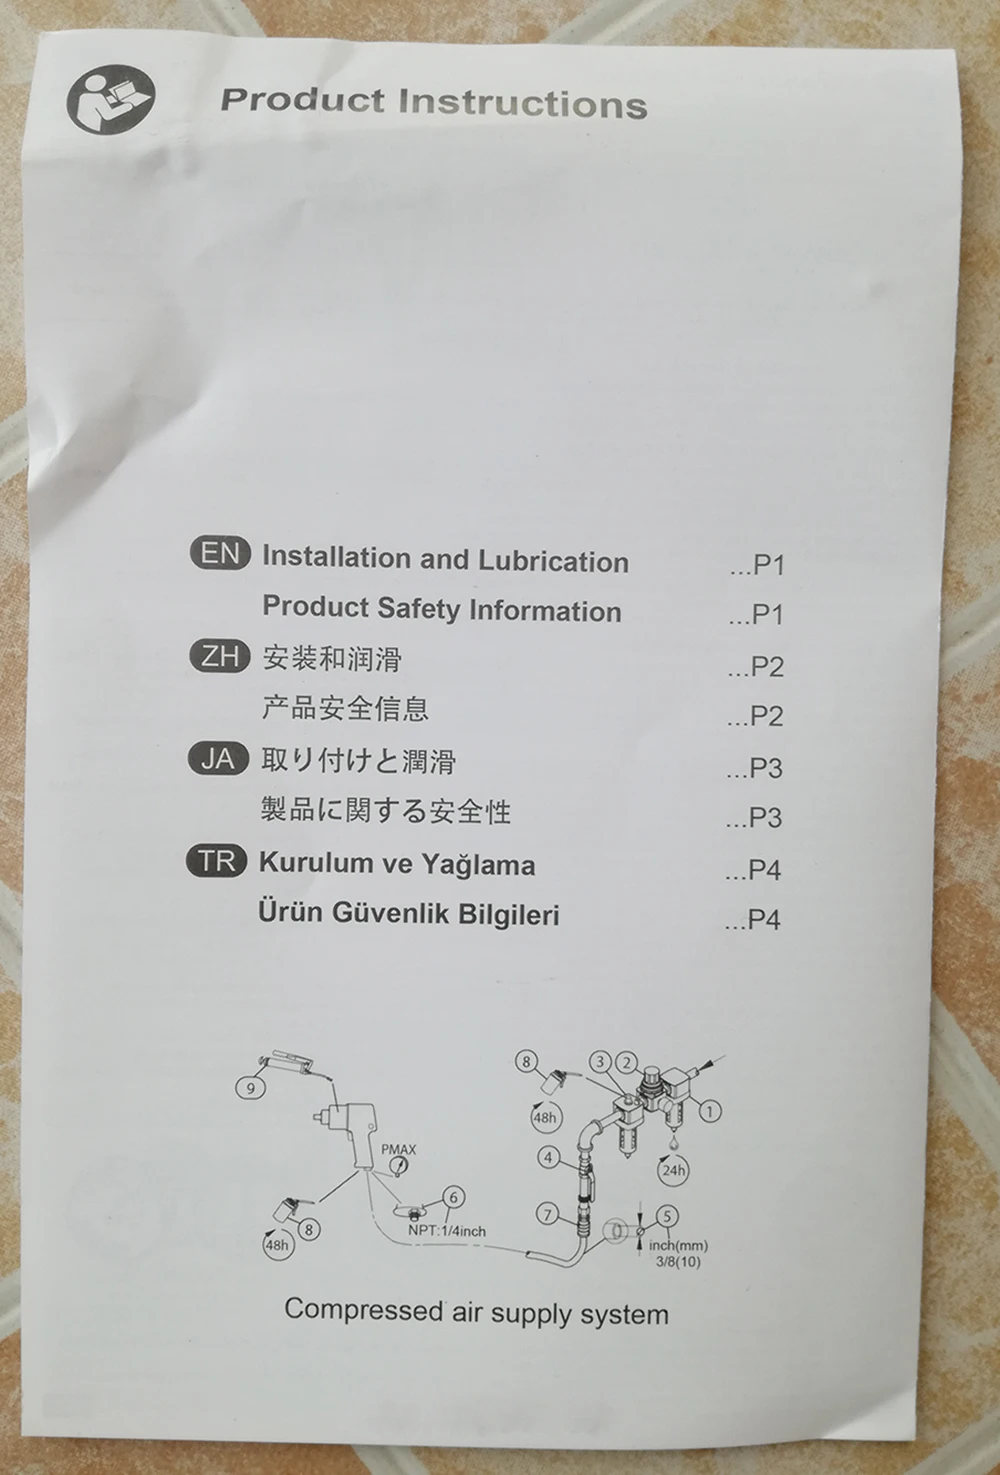 Product Instructions
EN Installation and Lubrication ...P1
Product Safety Information ...P1
ZH 安装和润滑 ...P2
产品安全信息 ...P2
JA 取り付けと潤滑 ...P3
製品に関する安全性 ...P3
TR Kurulum ve Yağlama ...P4
Ürün Güvenlik Bilgileri ...P4
8 3 2
9
1
48h
PMAX
4
24h
6
7 5
8
NPT:1/4inch
48h
inch(mm)
3/8(10)
Compressed air supply system